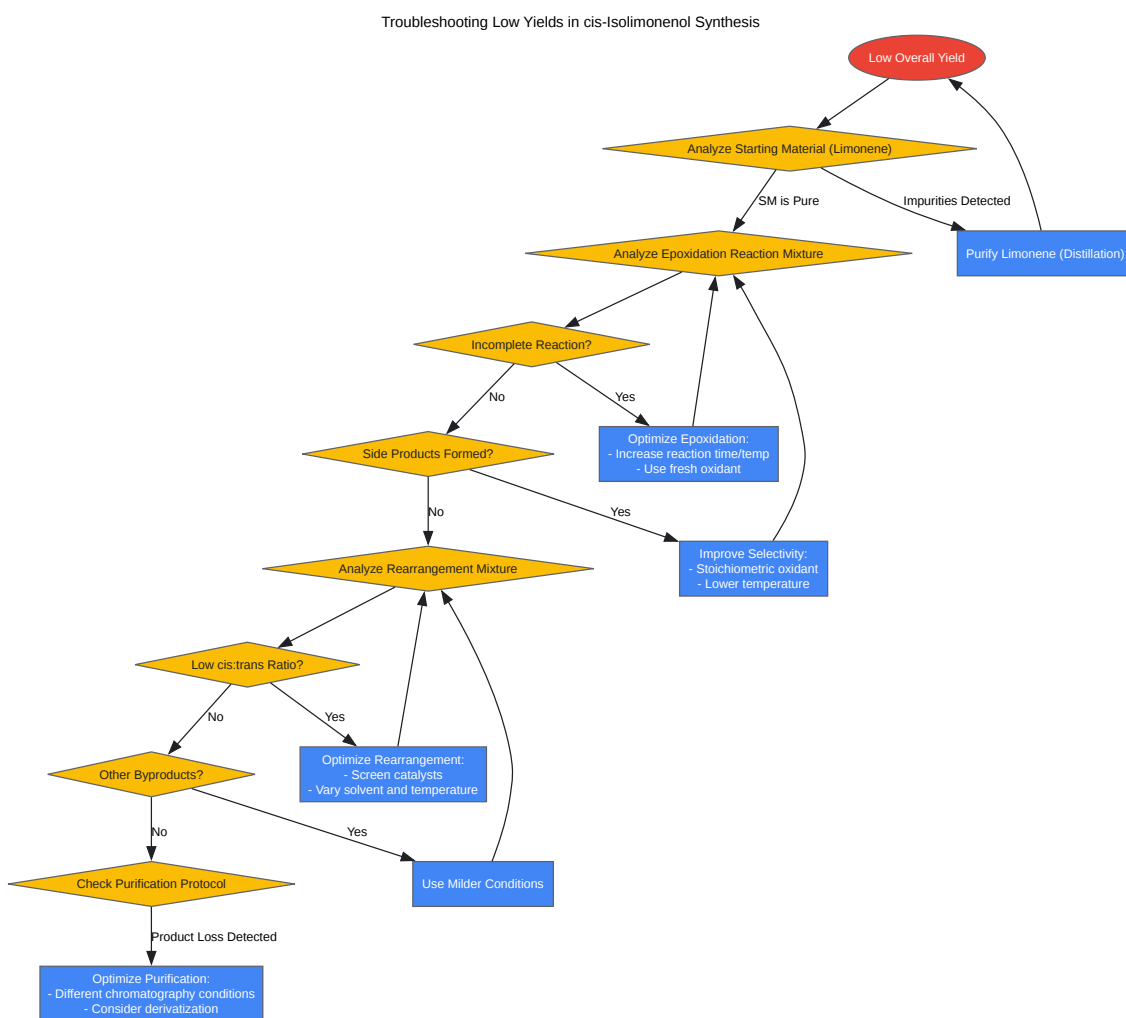 Troubleshooting Low Yields in cis-Isolimonenol Synthesis
Low Overall Yield
Analyze Starting Material (Limonene)
SM is Pure
Impurities Detected
Analyze Epoxidation Reaction Mixture
Purify Limonene (Distillation)
Incomplete Reaction?
No
Yes
Optimize Epoxidation:
- Increase reaction time/temp
- Use fresh oxidant
Side Products Formed?
No
Yes
Improve Selectivity:
- Stoichiometric oxidant
- Lower temperature
Analyze Rearrangement Mixture
Low cis:trans Ratio?
No
Yes
Optimize Rearrangement:
- Screen catalysts
- Vary solvent and temperature
Other Byproducts?
No
Yes
Check Purification Protocol
Use Milder Conditions
Product Loss Detected
Optimize Purification:
- Different chromatography conditions
- Consider derivatization